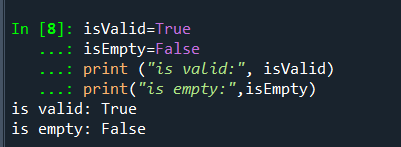 In [8]: isValid=True
...: isEmpty=False
...: print ("is valid:", isValid)
...: print("is empty:",isEmpty)
is valid: True
is empty: False